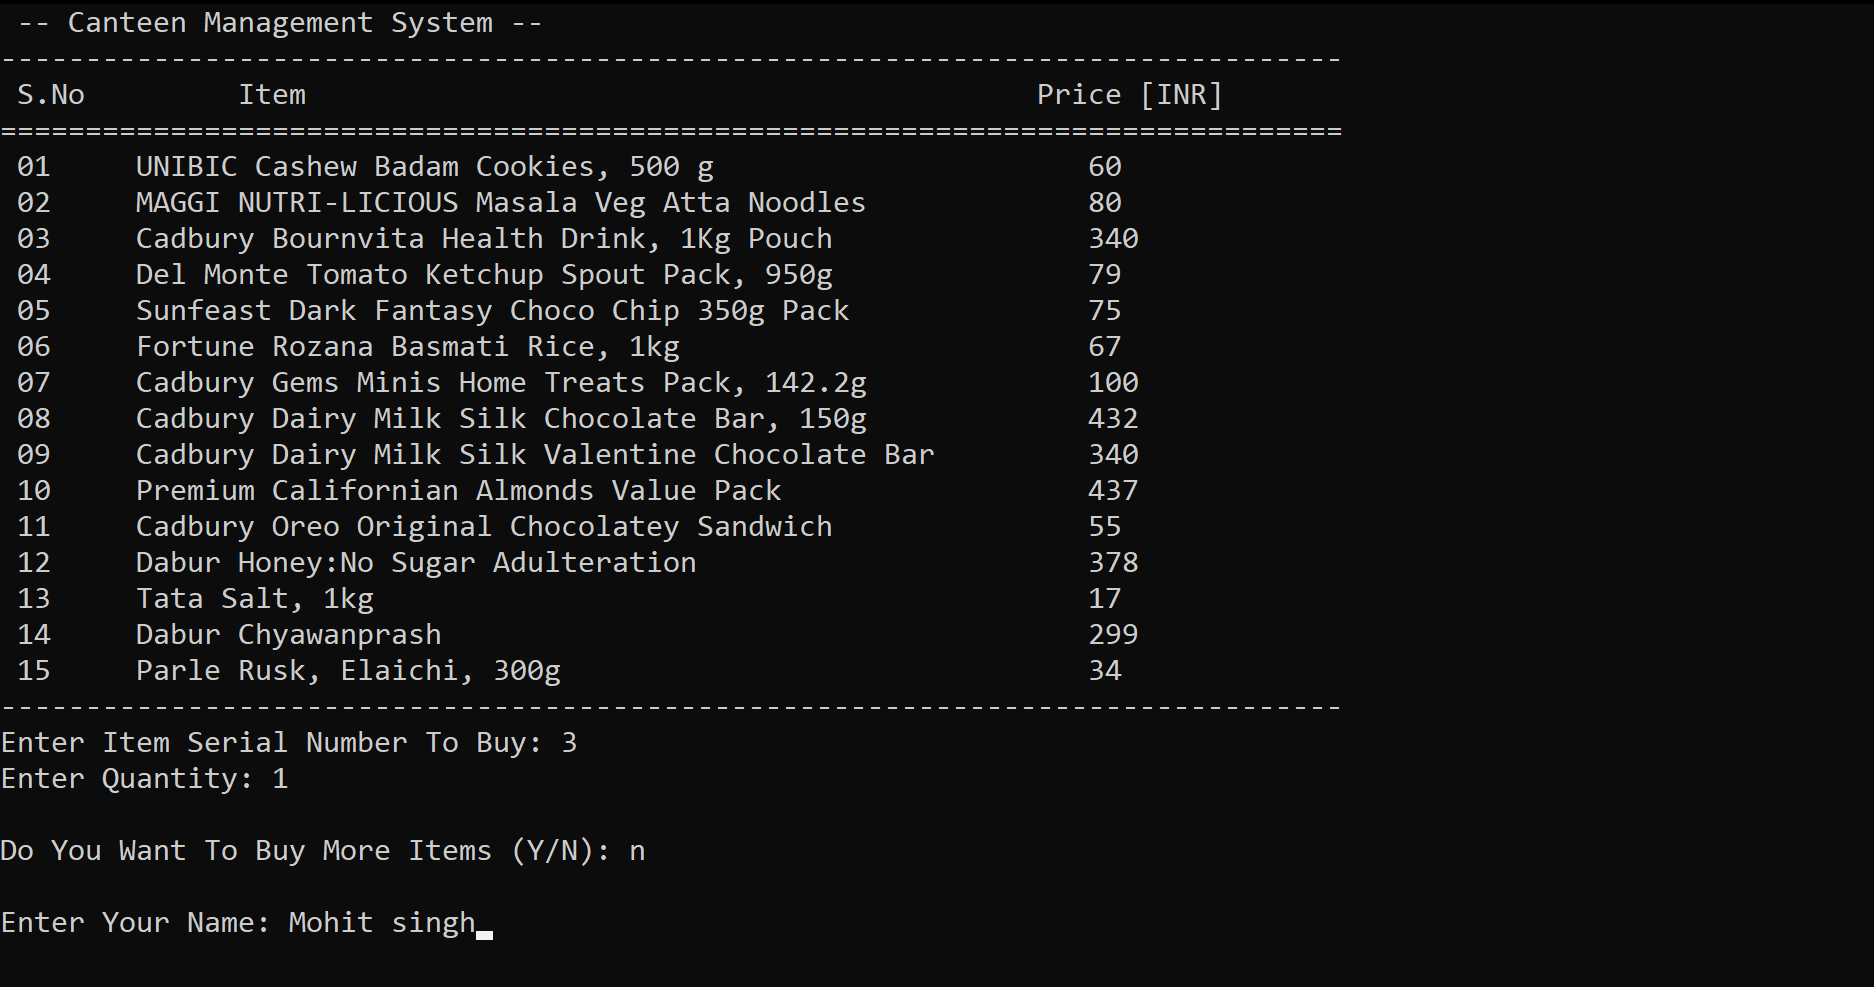 -- Canteen Management System --
-------------------------------------------------------------------------------
S.No Item Price [INR]
===============================================================================
01 UNIBIC Cashew Badam Cookies, 500 g 60
02 MAGGI NUTRI-LICIOUS Masala Veg Atta Noodles 80
03 Cadbury Bournvita Health Drink, 1Kg Pouch 340
04 Del Monte Tomato Ketchup Spout Pack, 950g 79
05 Sunfeast Dark Fantasy Choco Chip 350g Pack 75
06 Fortune Rozana Basmati Rice, 1kg 67
07 Cadbury Gems Minis Home Treats Pack, 142.2g 100
08 Cadbury Dairy Milk Silk Chocolate Bar, 150g 432
09 Cadbury Dairy Milk Silk Valentine Chocolate Bar 340
10 Premium Californian Almonds Value Pack 437
11 Cadbury Oreo Original Chocolatey Sandwich 55
12 Dabur Honey:No Sugar Adulteration 378
13 Tata Salt, 1kg 17
14 Dabur Chyawanprash 299
15 Parle Rusk, Elaichi, 300g 34
-------------------------------------------------------------------------------
Enter Item Serial Number To Buy: 3
Enter Quantity: 1
Do You Want To Buy More Items (Y/N): n
Enter Your Name: Mohit singh